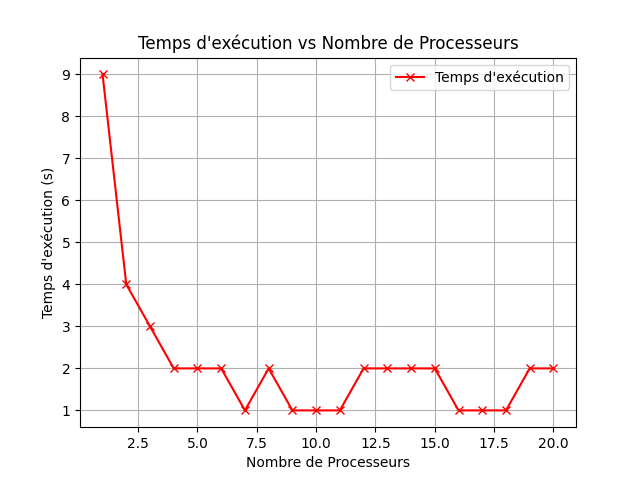 Temps d'exécution vs Nombre de Processeurs
Temps d'exécution
9
8
7
6
5
4
3
2
1
Temps d'exécution (s)
2.5 5.0 7.5 10.0 12.5 15.0 17.5 20.0
Nombre de Processeurs